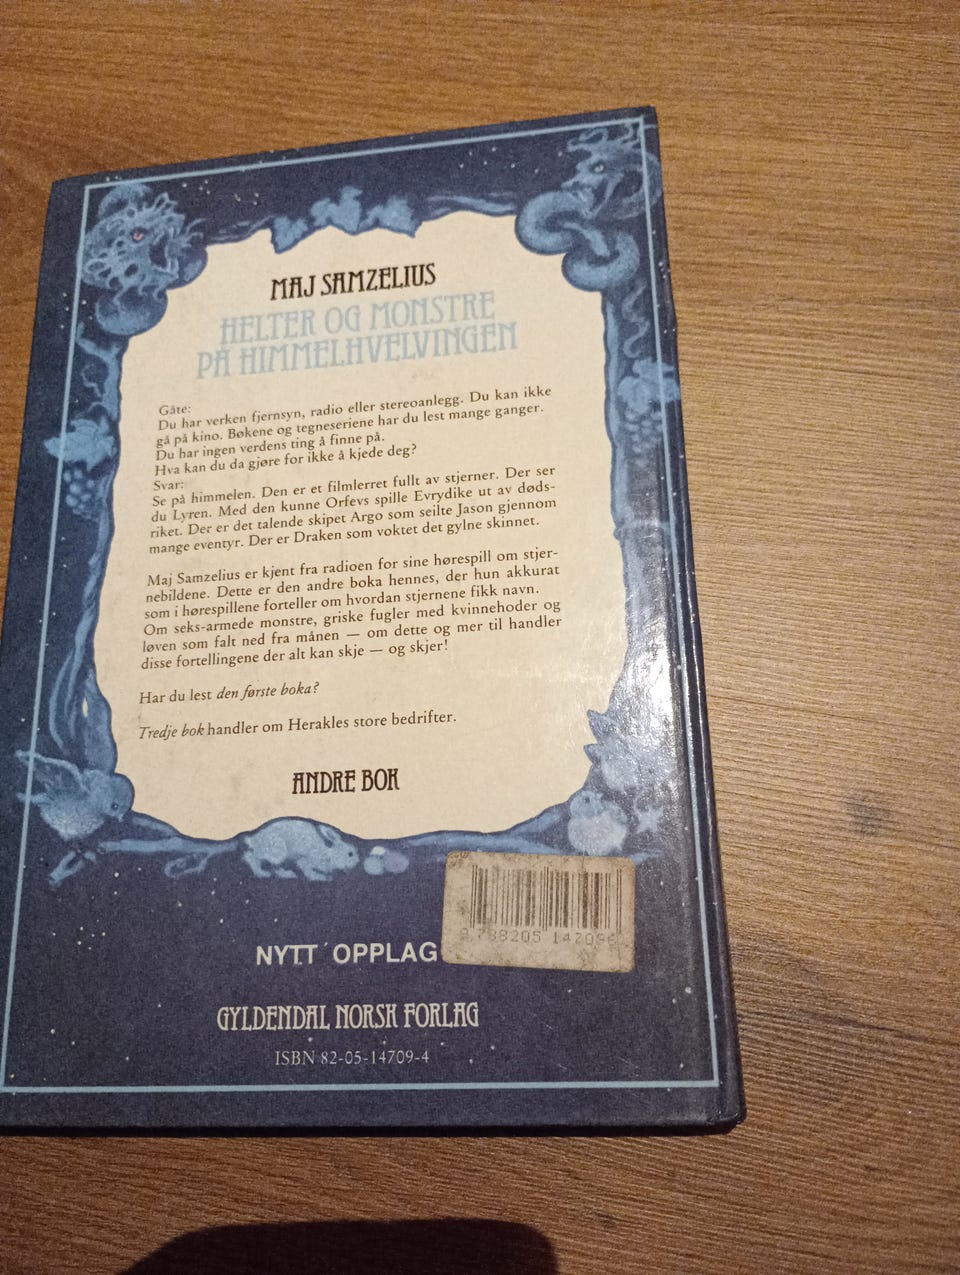 MAJ SAMZELIUS
HELTER OG MONSTRE
PÅ HIMMELHVELVINGEN
Gåte:
Du har verken fjernsyn, radio eller stereoanlegg. Du kan ikke
gå på kino. Bøkene og tegneseriene har du lest mange ganger.
Du har ingen verdens ting å finne på.
Hva kan du da gjøre for ikke å kjede deg?
Svar:
Se på himmelen. Den er et filmlerret fullt av stjerner. Der ser
du Lyren. Med den kunne Orfevs spille Evrydike ut av døds-
riket. Der er det talende skipet Argo som seilte Jason gjennom
mange eventyr. Der er Draken som voktet det gylne skinnet.
Maj Samzelius er kjent fra radioen for sine hørespill om stjer-
nebildene. Dette er den andre boka hennes, der hun akkurat
som i hørespillene forteller om hvordan stjernene fikk navn.
Om seks-armede monstre, griske fugler med kvinnehoder og
løven som falt ned fra månen — om dette og mer til handler
disse fortellingene der alt kan skje — og skjer!
Har du lest den første boka?
Tredje bok handler om Herakles store bedrifter.
ANDRE BOK
9 788205 147096
NYTT OPPLAG
GYLDENDAL NORSK FORLAG
ISBN 82-05-14709-4